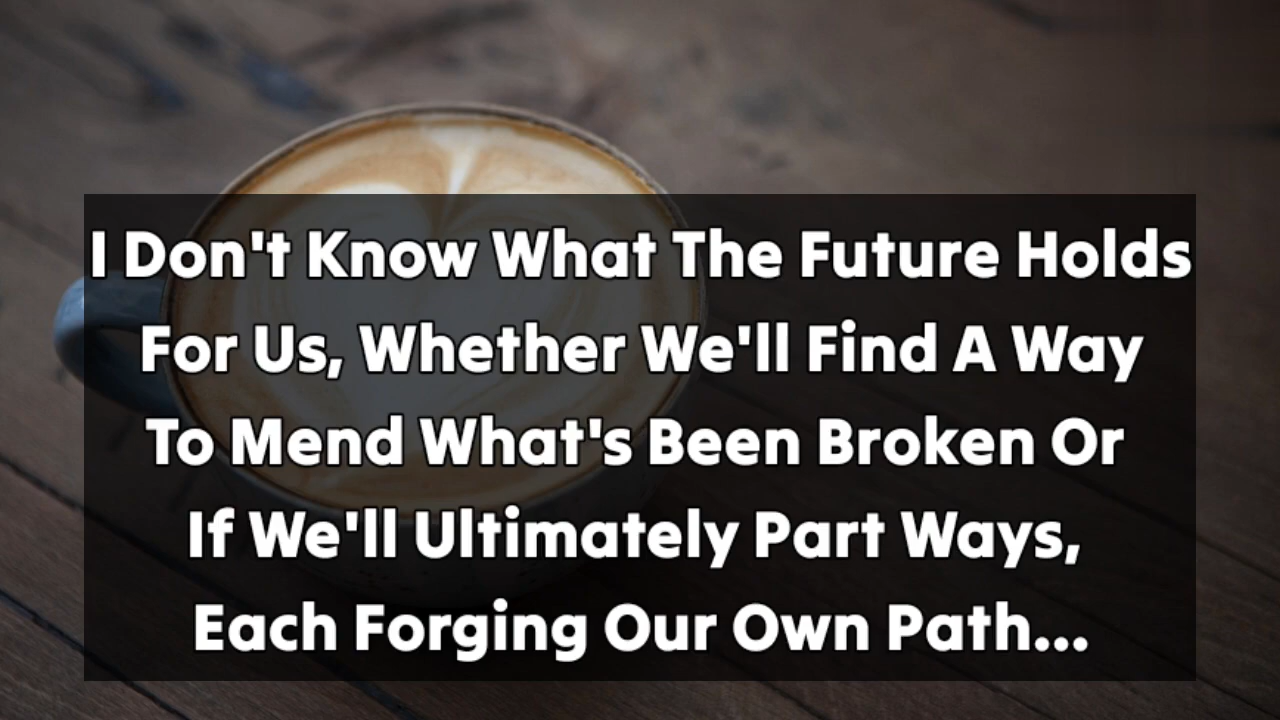 I Don't Know What The Future Holds
For Us, Whether We'll Find A Way
To Mend What's Been Broken Or
If We'll Ultimately Part Ways,
Each Forging Our Own Path...